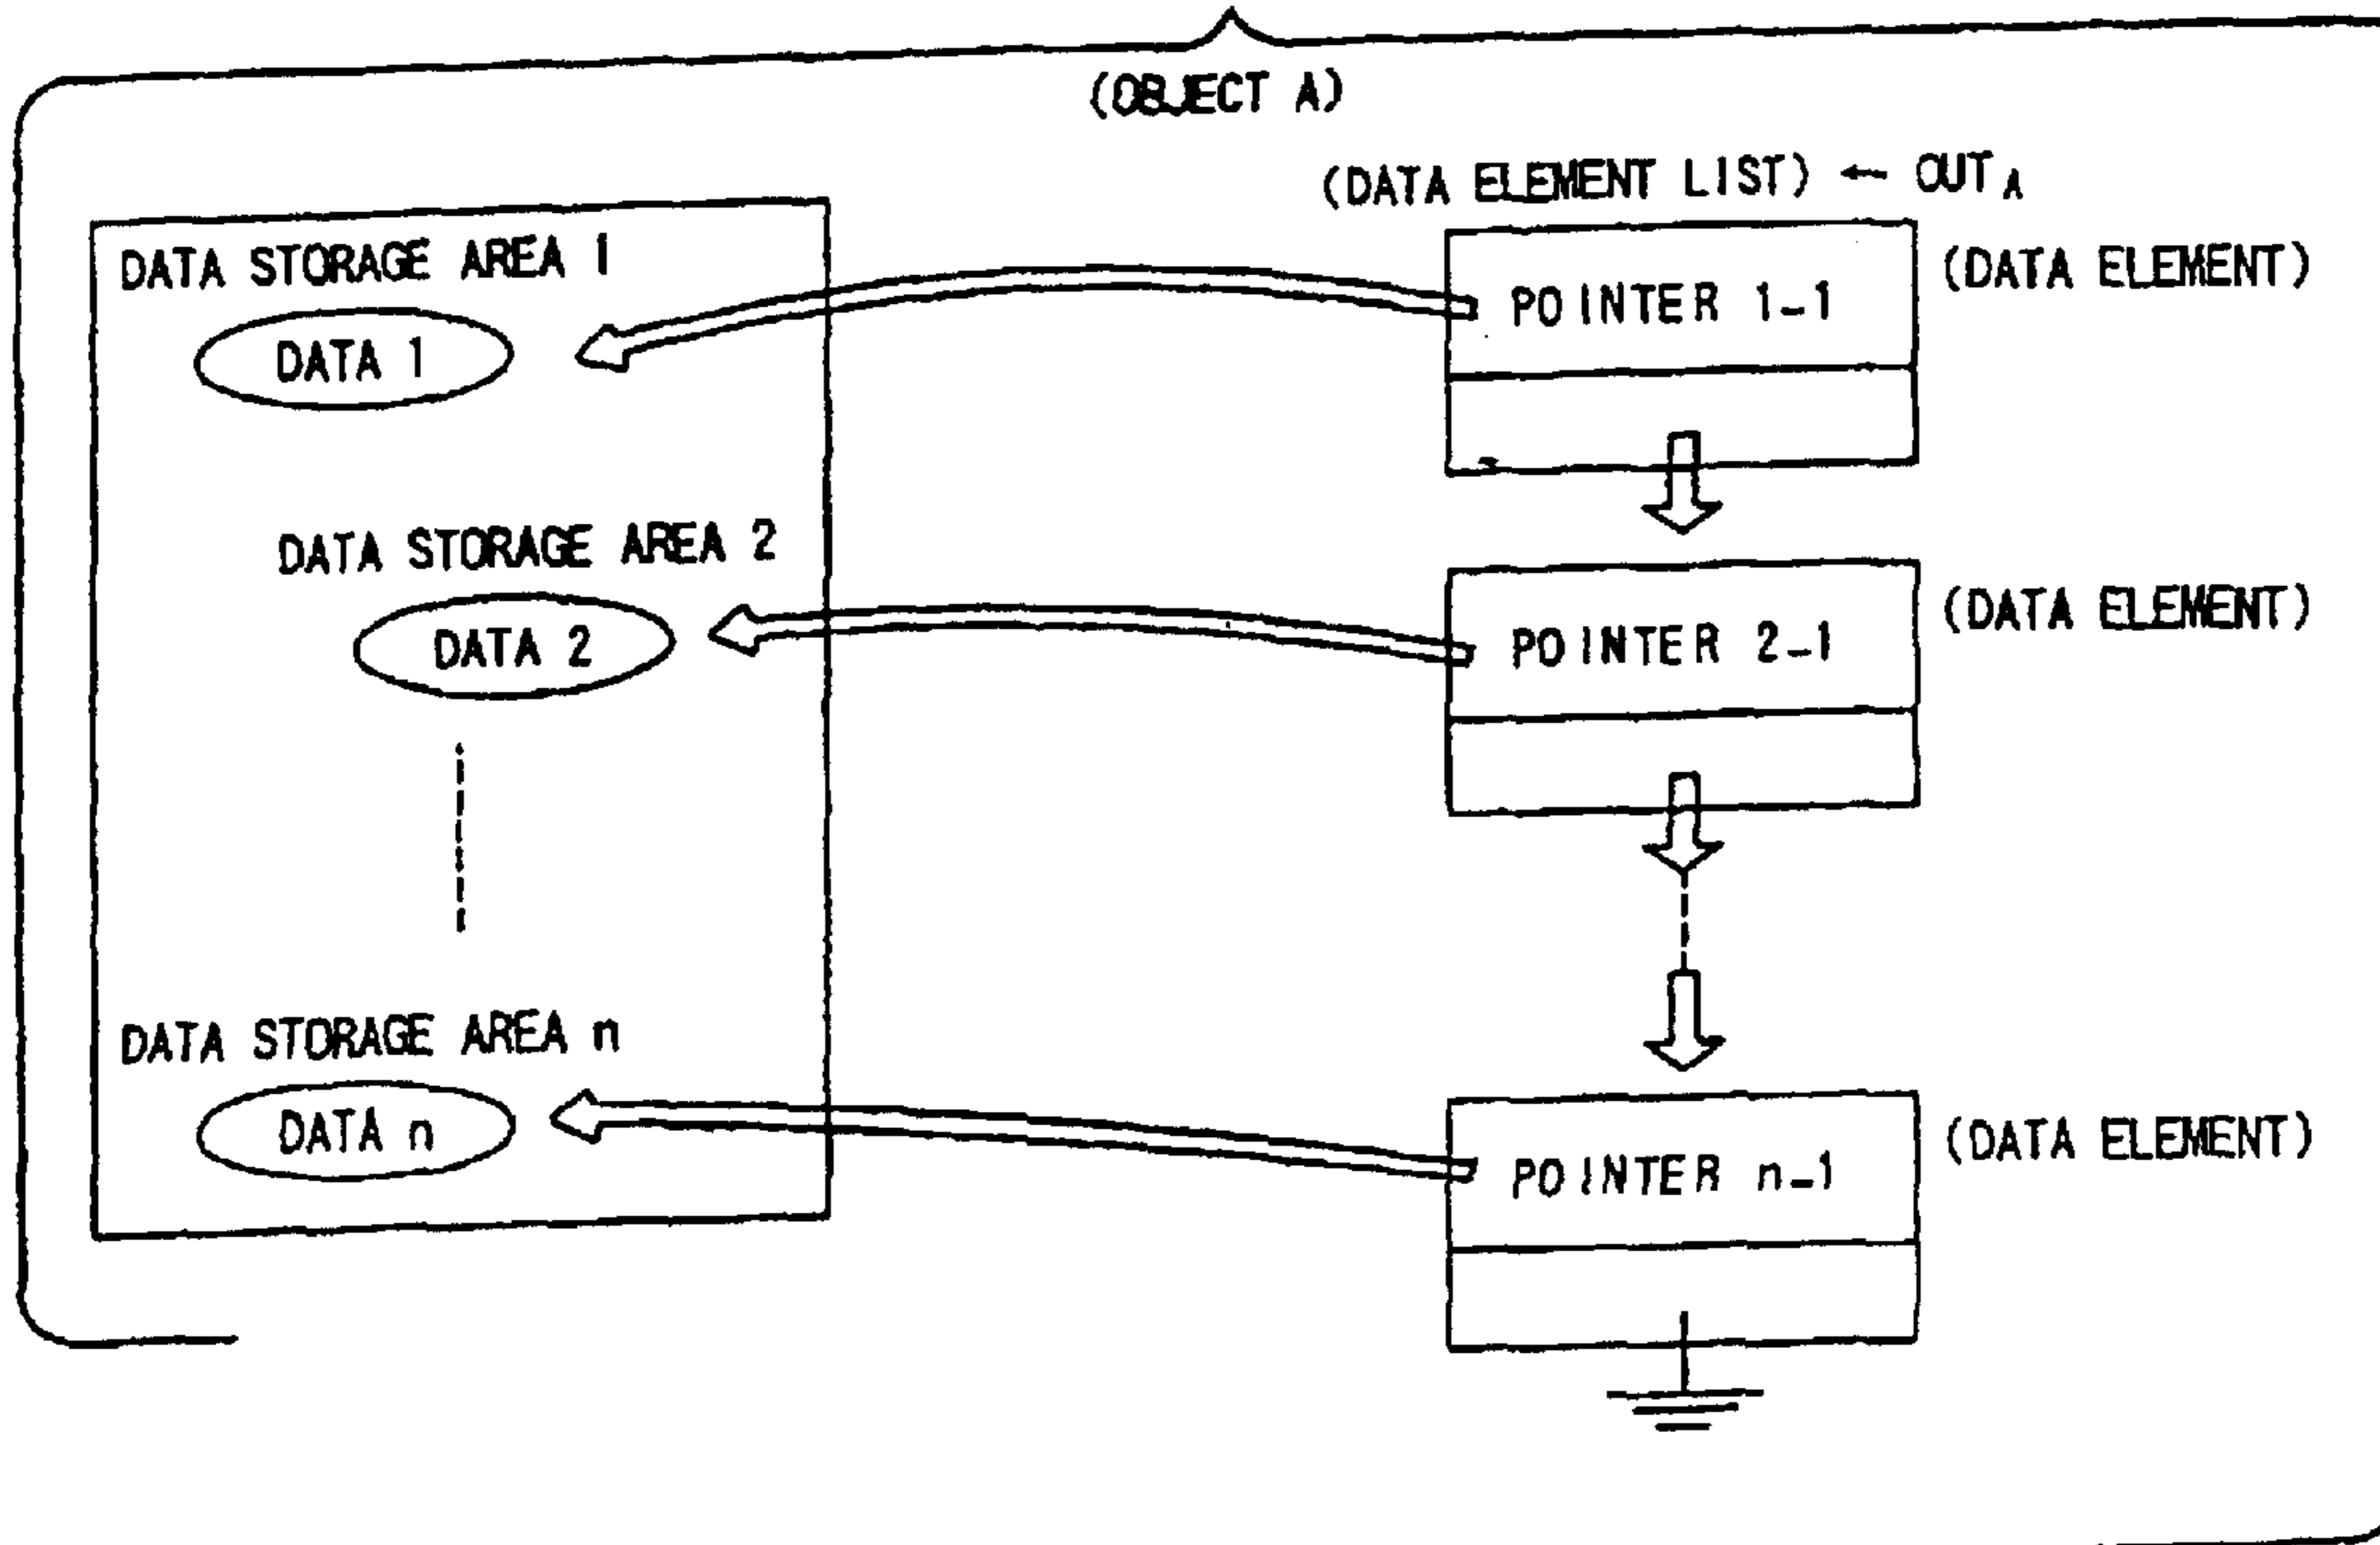 (OBJECT A)
(DATA ELEMENT LIST) ← OUT_A
DATA STORAGE AREA 1
DATA 1
POINTER 1-1
(DATA ELEMENT)
DATA STORAGE AREA 2
DATA 2
POINTER 2-1
(DATA ELEMENT)
DATA STORAGE AREA n
DATA n
POINTER n-1
(DATA ELEMENT)